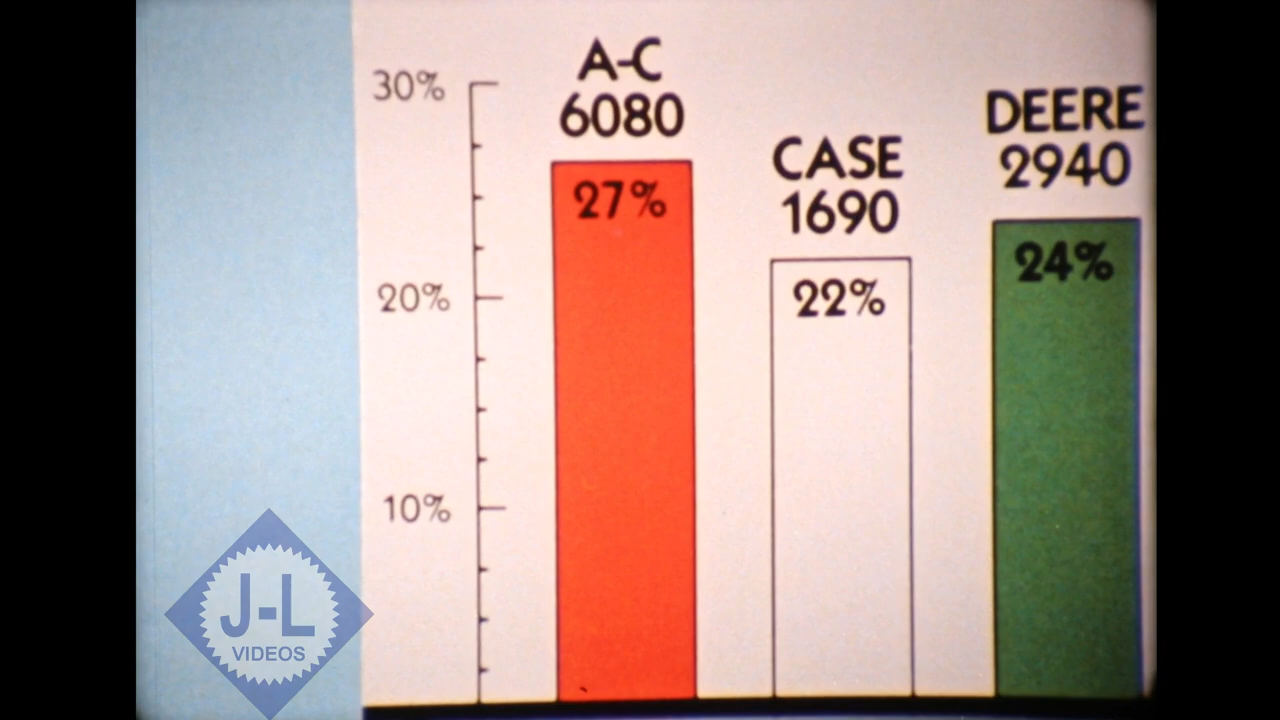 A-C
6080
CASE
1690
DEERE
2940
30%
20%
10%
27%
22%
24%
J-L
VIDEOS